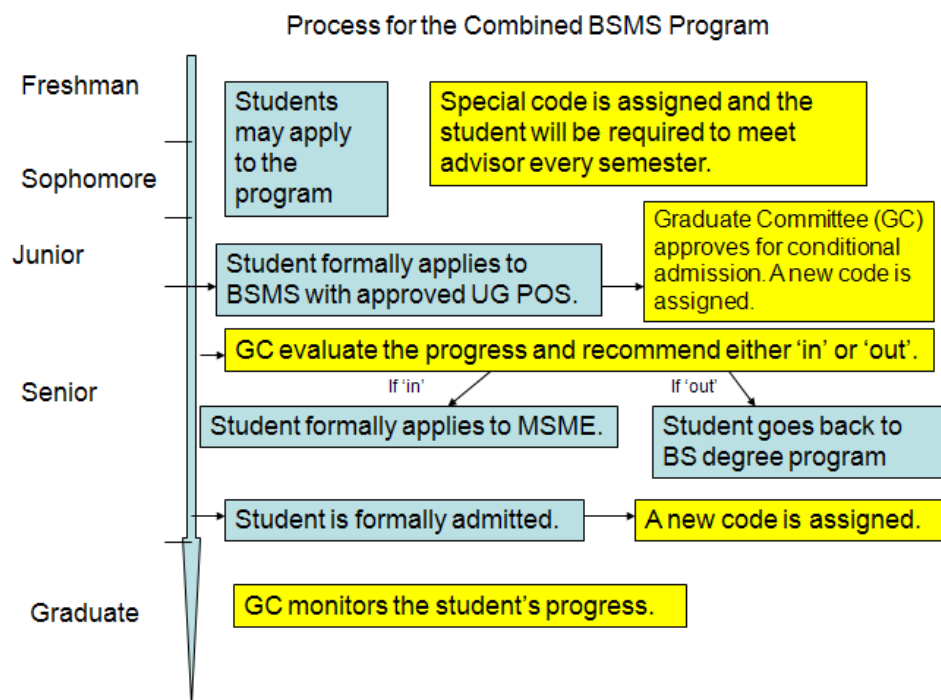 Process for the Combined BSMS Program
Freshman
Students
may apply
to the
program
Special code is assigned and the
student will be required to meet
advisor every semester.
Sophomore
Junior
Student formally applies to
BSMS with approved UG POS.
Graduate Committee (GC)
approves for conditional
admission. A new code is
assigned.
GC evaluate the progress and recommend either ‘in’ or ‘out’.
If ‘in’
If ‘out’
Senior
Student formally applies to MSME.
Student goes back to
BS degree program
Student is formally admitted.
A new code is assigned.
Graduate
GC monitors the student’s progress.